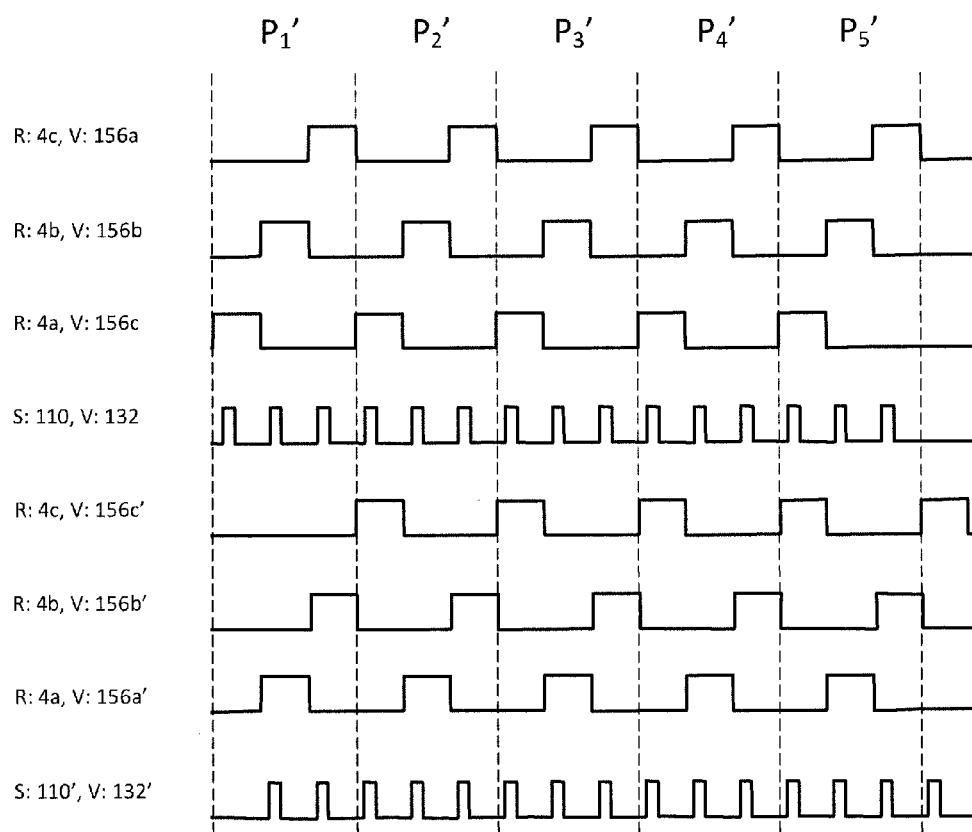 P1' P2' P3' P4' P5'
R: 4c, V: 156a
R: 4b, V: 156b
R: 4a, V: 156c
S: 110, V: 132
R: 4c, V: 156c'
R: 4b, V: 156b'
R: 4a, V: 156a'
S: 110', V: 132'